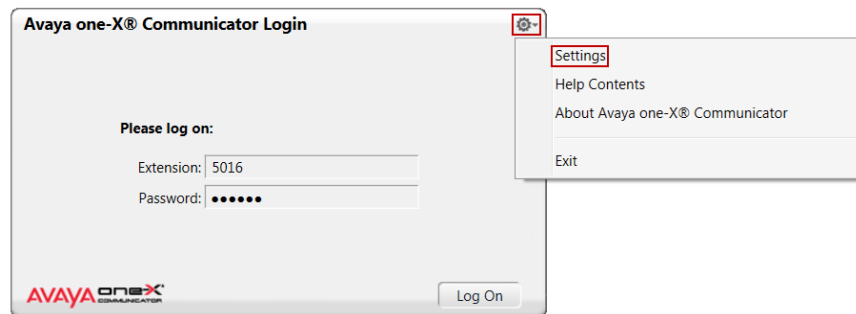 Avaya one-X® Communicator Login
Settings
Help Contents
About Avaya one-X® Communicator
Exit
Please log on:
Extension: 5016
Password: ●●●●●●
AVAYA one-X® COMMUNICATOR
Log On